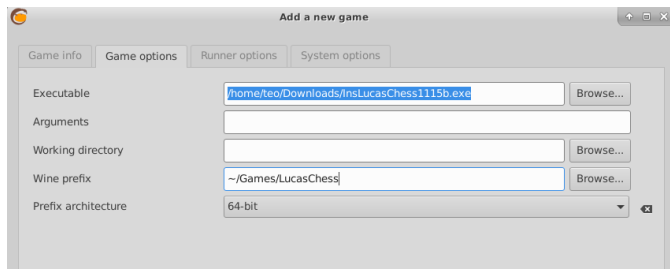 Add a new game
Game info Game options Runner options System options
Executable /home/teo/Downloads/InsLucasChess1115b.exe Browse...
Arguments
Working directory Browse...
Wine prefix ~/Games/LucasChess Browse...
Prefix architecture 64-bit